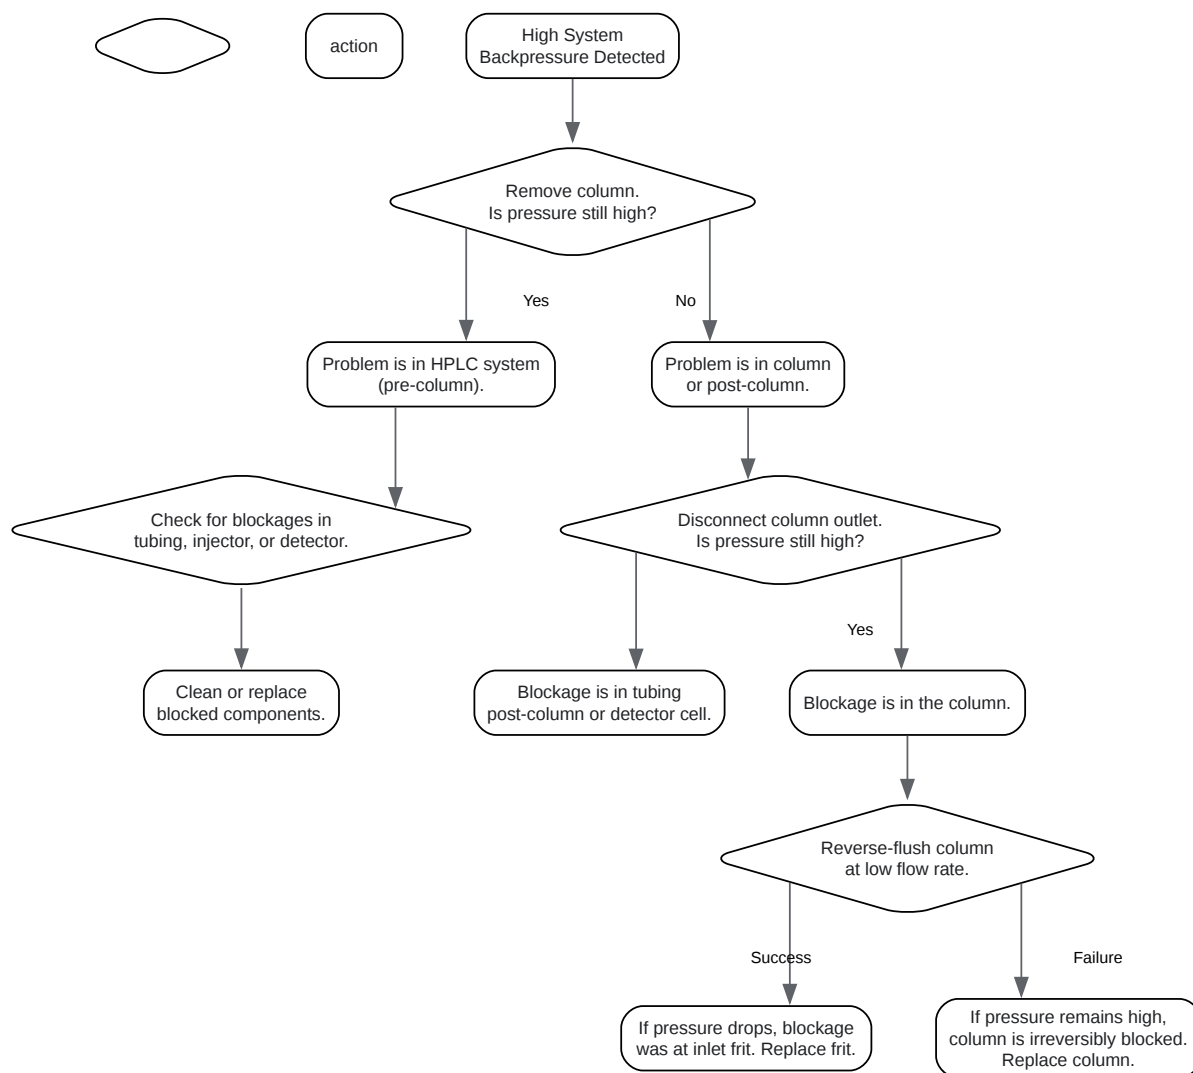 action
High System
Backpressure Detected
Remove column.
Is pressure still high?
Yes
No
Problem is in HPLC system
(pre-column).
Problem is in column
or post-column.
Check for blockages in
tubing, injector, or detector.
Disconnect column outlet.
Is pressure still high?
Yes
Clean or replace
blocked components.
Blockage is in tubing
post-column or detector cell.
Blockage is in the column.
Reverse-flush column
at low flow rate.
Success
Failure
If pressure drops, blockage
was at inlet frit. Replace frit.
If pressure remains high,
column is irreversibly blocked.
Replace column.